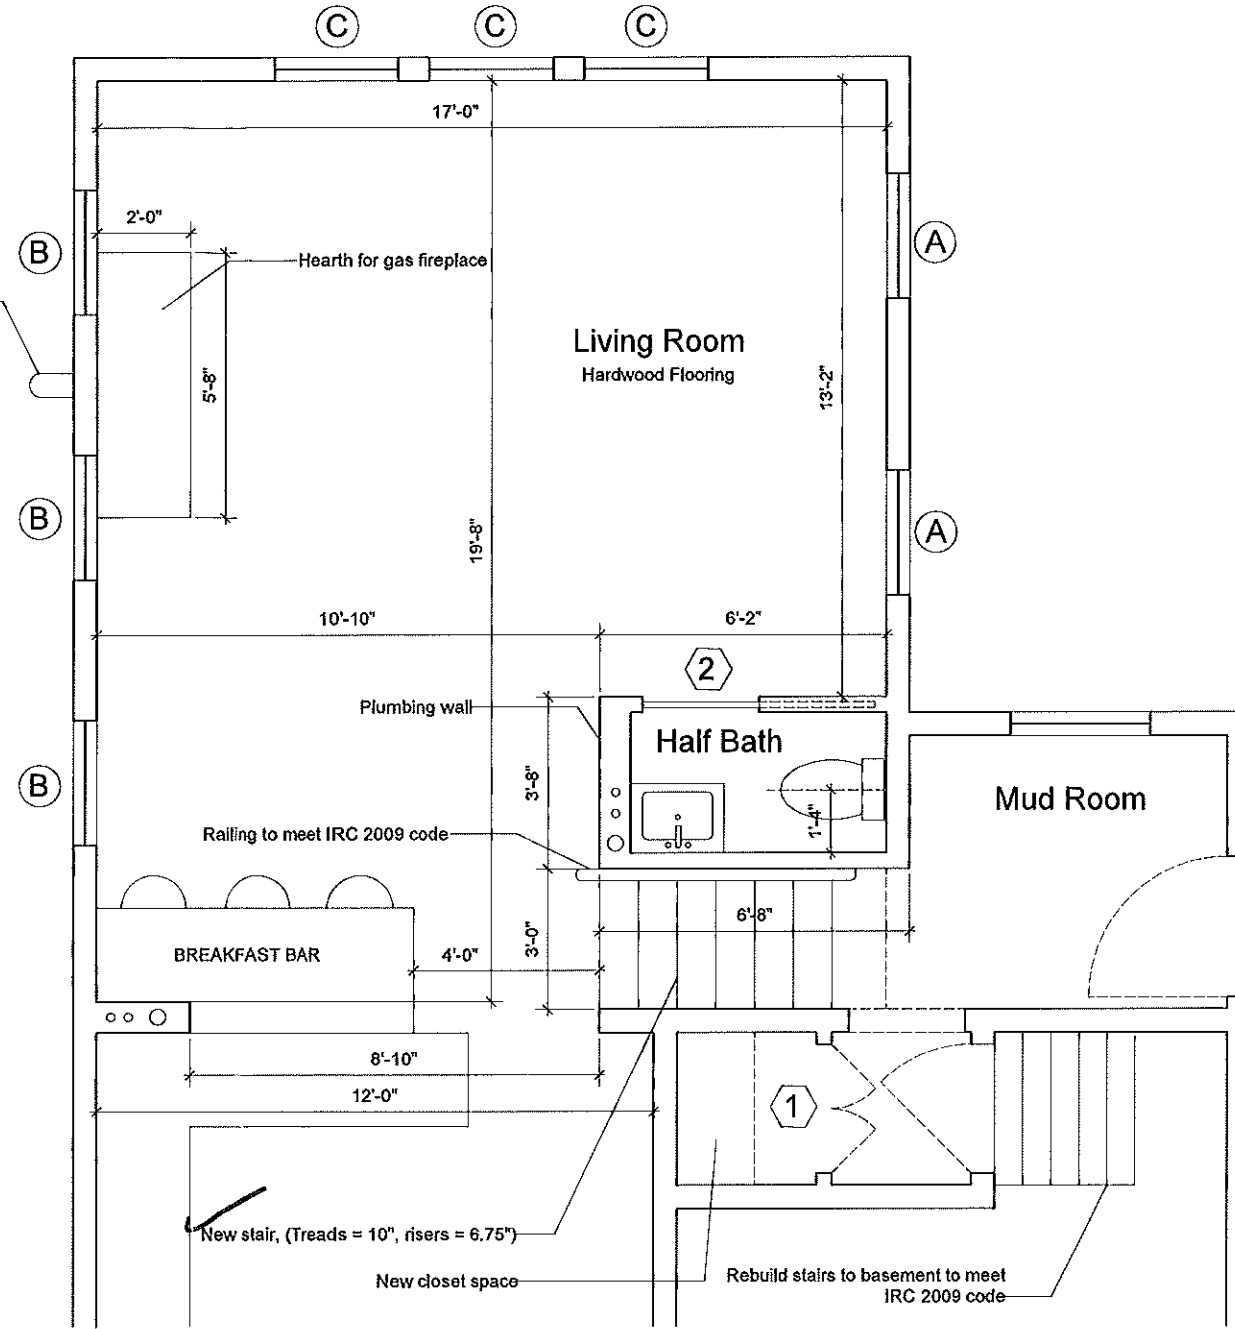 C C C
17'-0"
2'-0"
B
Hearth for gas fireplace
A
Living Room
Hardwood Flooring
5'-8"
13'-2"
B
19'-8"
A
10'-10"
6'-2"
2
Plumbing wall
Half Bath
3'-8"
B
Mud Room
1'-4"
Railing to meet IRC 2009 code
6'-8"
BREAKFAST BAR
4'-0"
3'-0"
8'-10"
12'-0"
1
New stair, (Treads = 10", risers = 6.75")
New closet space
Rebuild stairs to basement to meet
IRC 2009 code